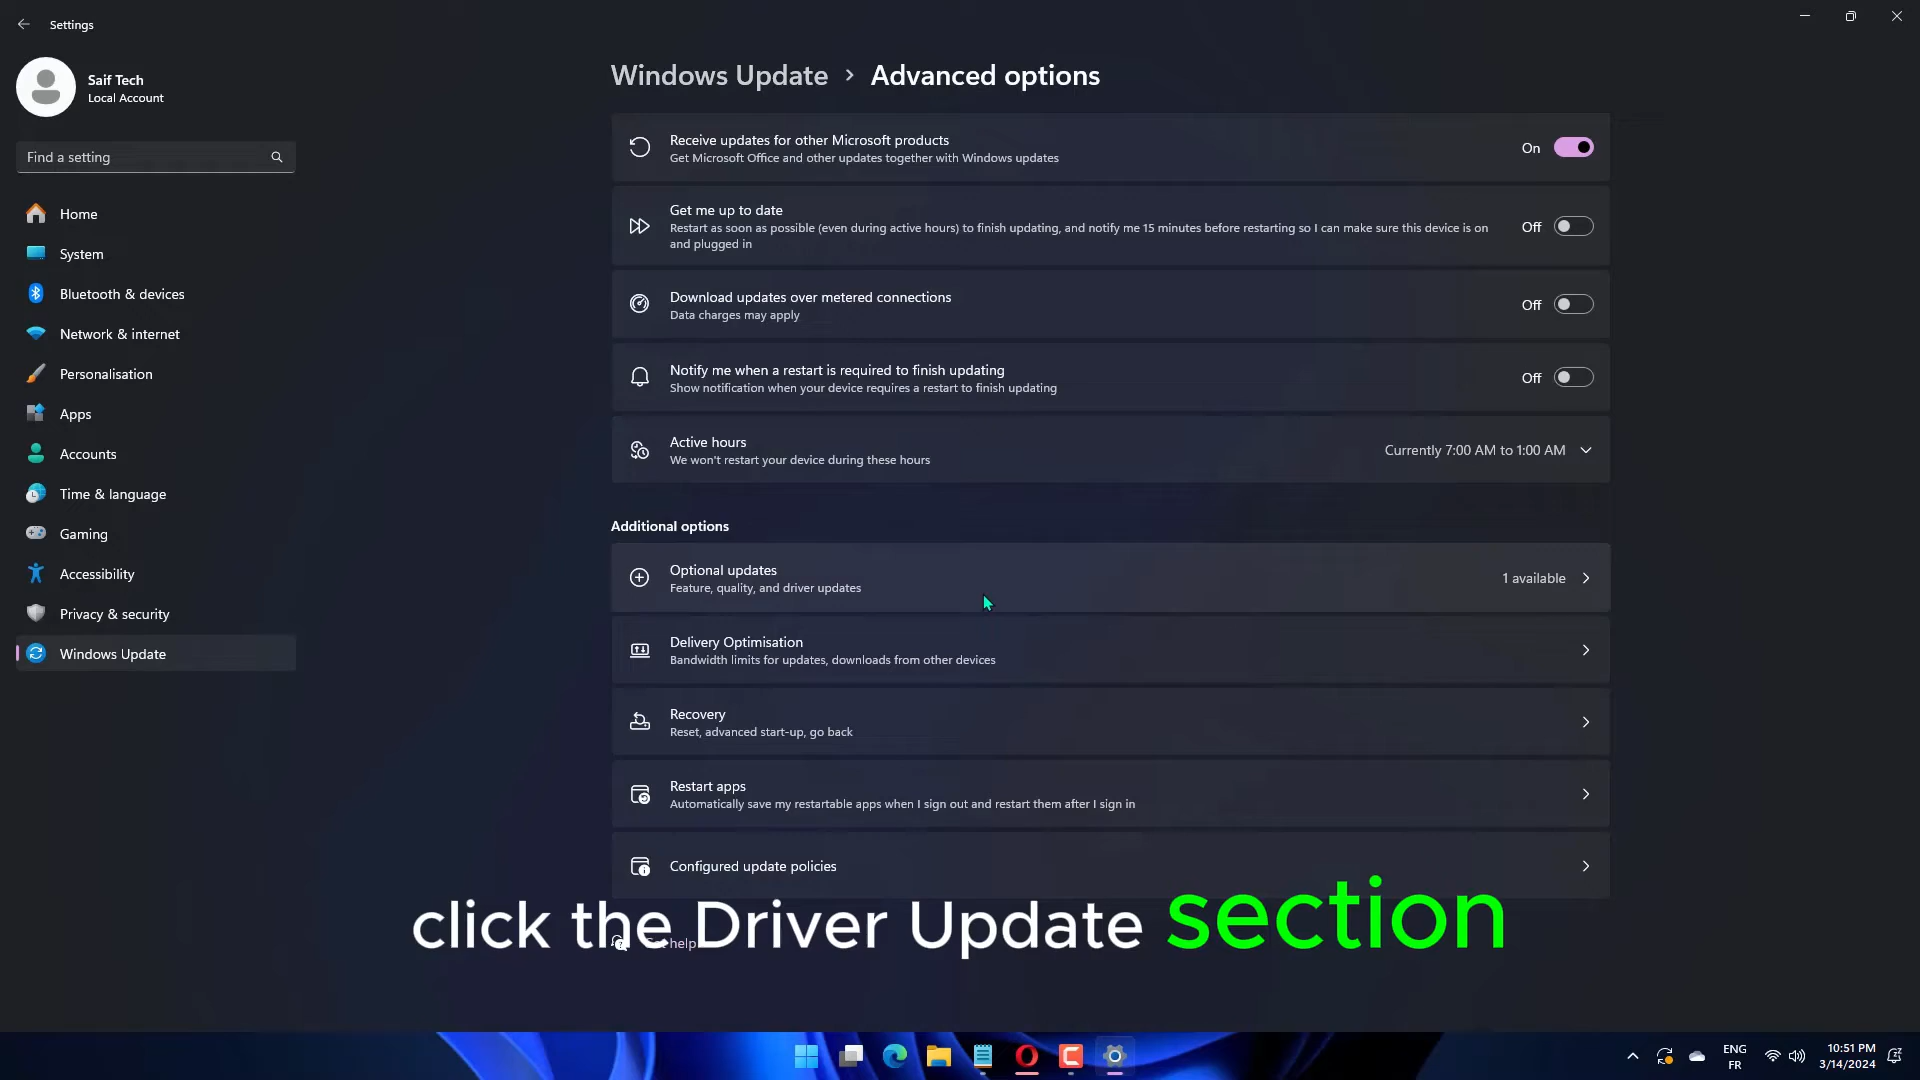 Settings
Saif Tech
Local Account
Find a setting
Home
System
Bluetooth & devices
Network & internet
Personalisation
Apps
Accounts
Time & language
Gaming
Accessibility
Privacy & security
Windows Update
Windows Update > Advanced options
Receive updates for other Microsoft products
Get Microsoft Office and other updates together with Windows updates
On
Get me up to date
Restart as soon as possible (even during active hours) to finish updating, and notify me 15 minutes before restarting so I can make sure this device is on
and plugged in
Off
Download updates over metered connections
Data charges may apply
Off
Notify me when a restart is required to finish updating
Show notification when your device requires a restart to finish updating
Off
Active hours
We won't restart your device during these hours
Currently 7:00 AM to 1:00 AM
Additional options
Optional updates
Feature, quality, and driver updates
1 available
Delivery Optimisation
Bandwidth limits for updates, downloads from other devices
Recovery
Reset, advanced start-up, go back
Restart apps
Automatically save my restartable apps when I sign out and restart them after I sign in
Configured update policies
click the Driver Update section
Get help
ENG
FR
10:51 PM
3/14/2024